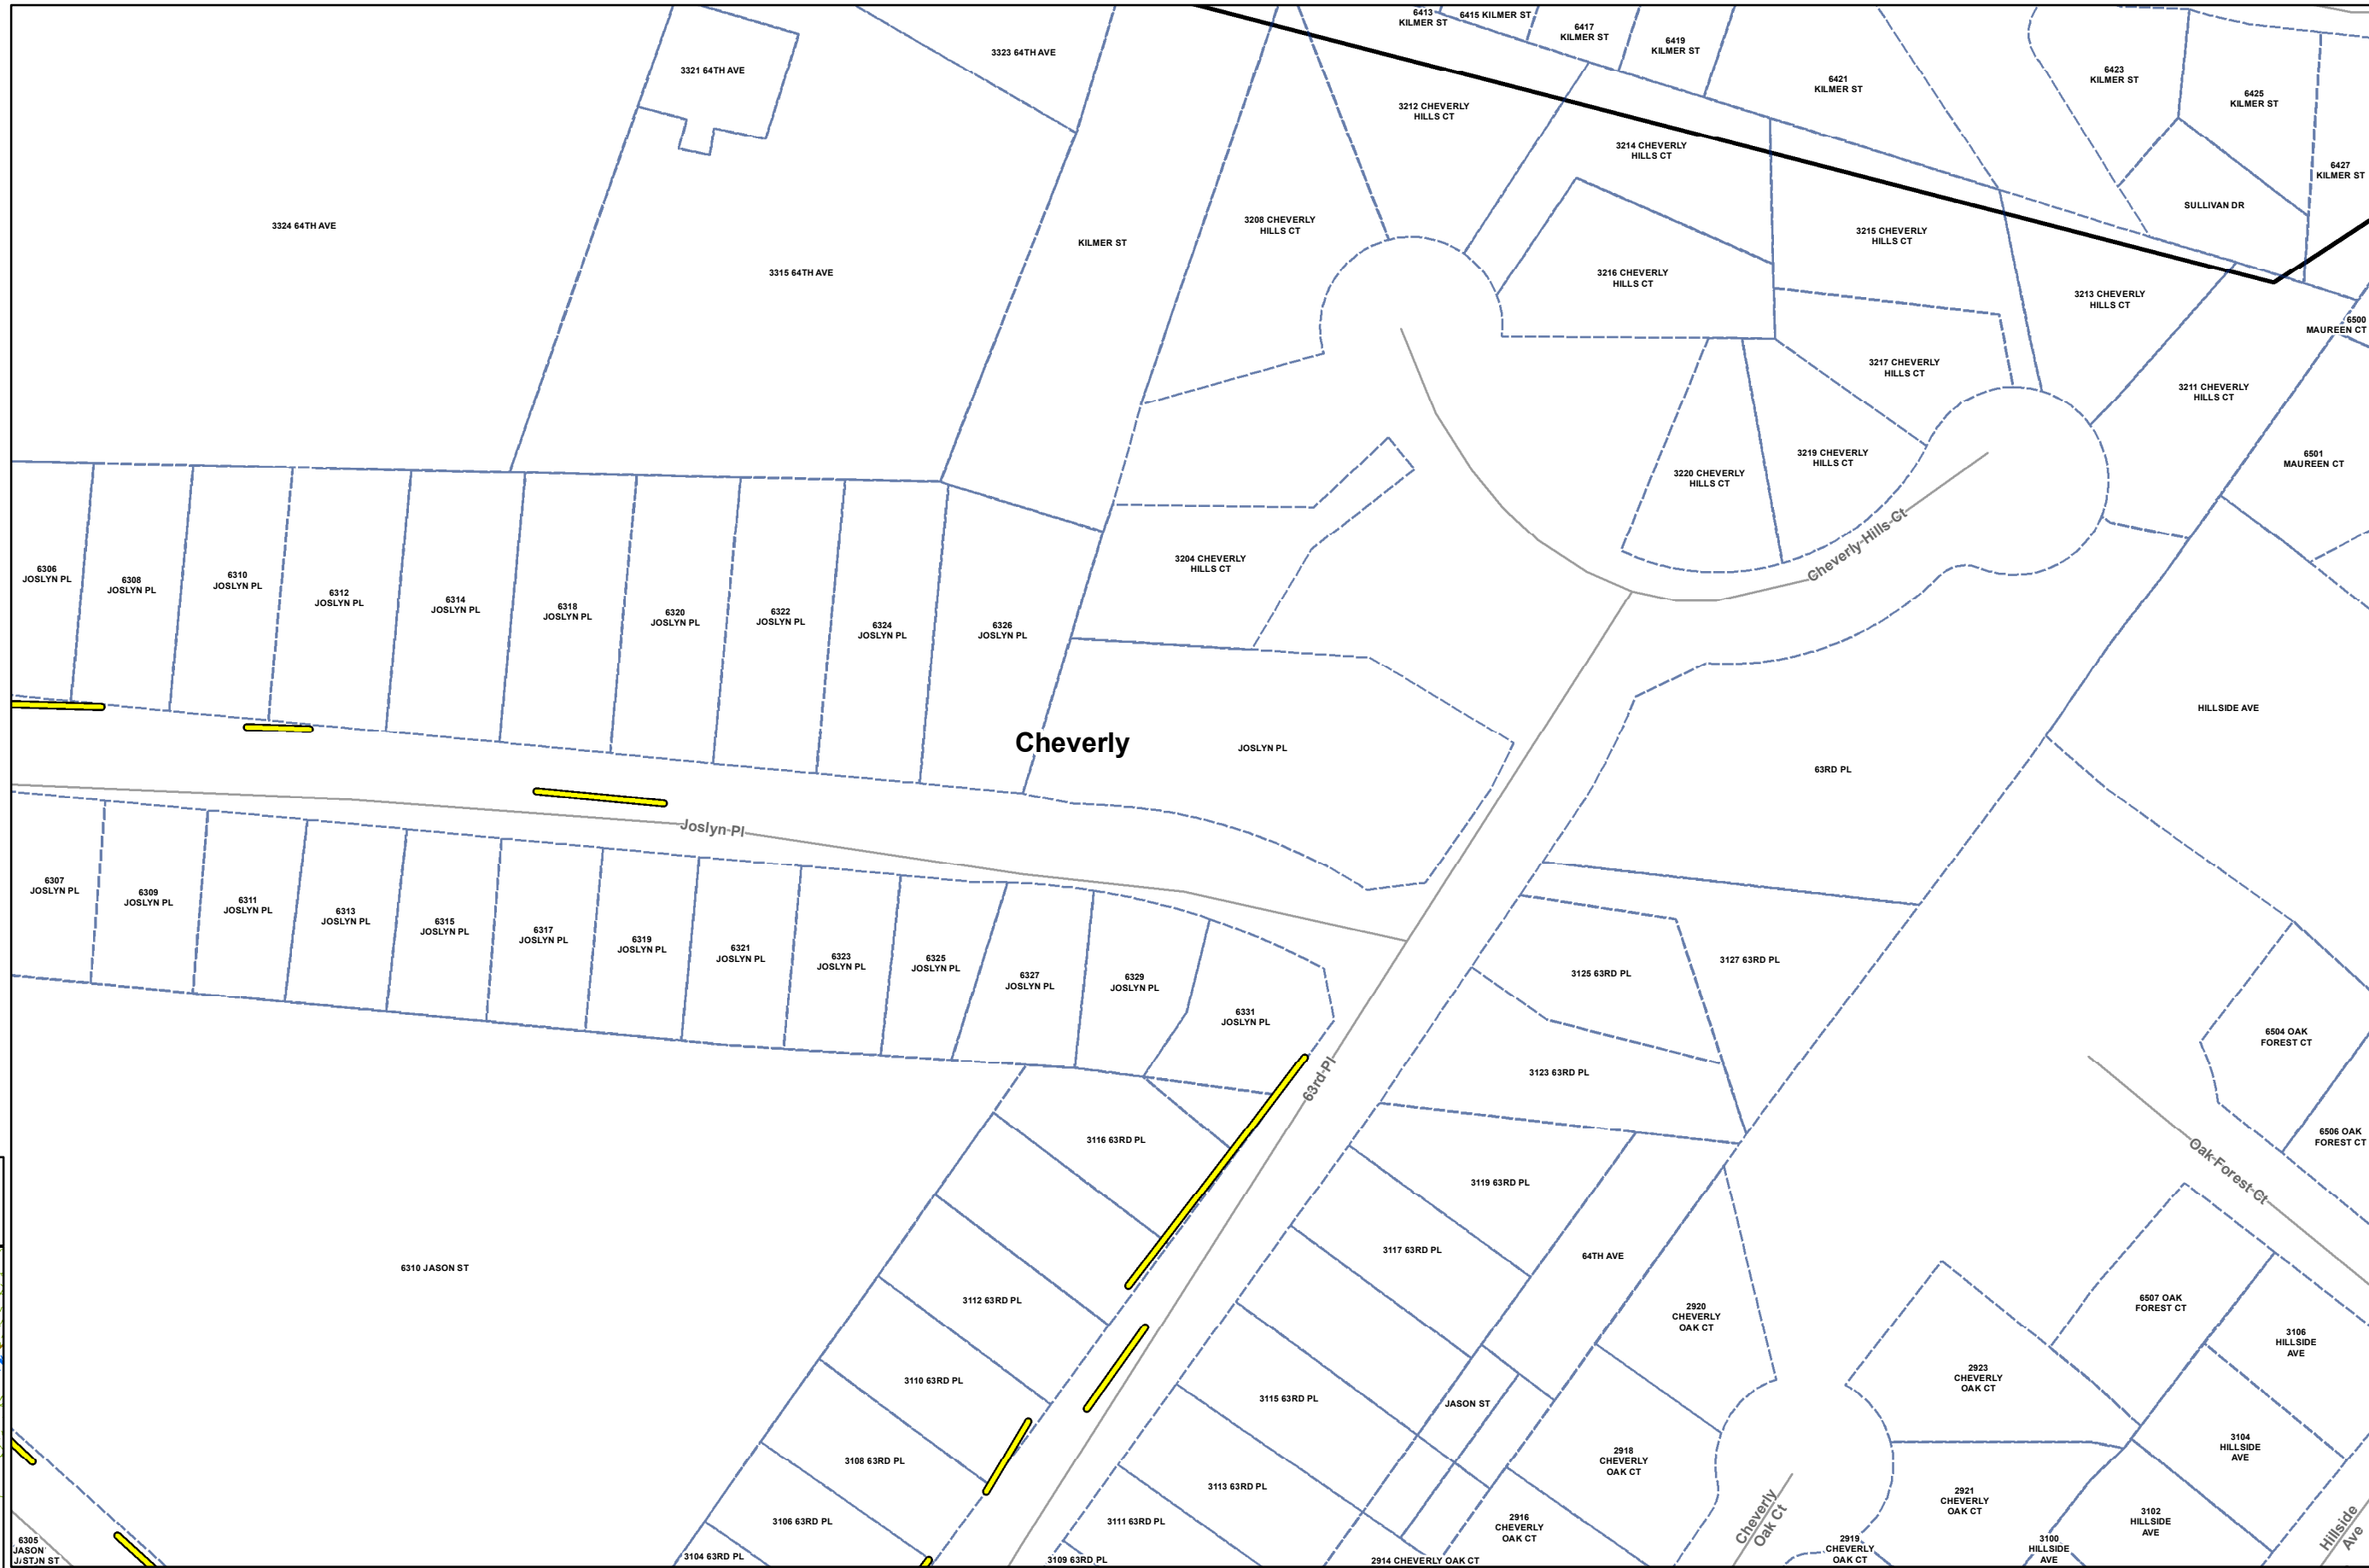 6413
KILMER ST
6415 KILMER ST
6417
KILMER ST
6419
KILMER ST
3323 64TH AVE
3321 64TH AVE
6421
KILMER ST
6423
KILMER ST
6425
KILMER ST
6427
KILMER ST
3212 CHEVERLY
HILLS CT
3214 CHEVERLY
HILLS CT
SULLIVAN DR
3324 64TH AVE
3208 CHEVERLY
HILLS CT
KILMER ST
3215 CHEVERLY
HILLS CT
3315 64TH AVE
3216 CHEVERLY
HILLS CT
3213 CHEVERLY
HILLS CT
6500
MAUREEN CT
3217 CHEVERLY
HILLS CT
3211 CHEVERLY
HILLS CT
3219 CHEVERLY
HILLS CT
6501
MAUREEN CT
3220 CHEVERLY
HILLS CT
Cheverly Hills Ct
3204 CHEVERLY
HILLS CT
6306
JOSLYN PL
6308
JOSLYN PL
6310
JOSLYN PL
6312
JOSLYN PL
6314
JOSLYN PL
6318
JOSLYN PL
6320
JOSLYN PL
6322
JOSLYN PL
6324
JOSLYN PL
6326
JOSLYN PL
HILLSIDE AVE
Cheverly
JOSLYN PL
63RD PL
Joslyn Pl
6307
JOSLYN PL
6309
JOSLYN PL
6311
JOSLYN PL
6313
JOSLYN PL
6315
JOSLYN PL
6317
JOSLYN PL
6319
JOSLYN PL
6321
JOSLYN PL
6323
JOSLYN PL
6325
JOSLYN PL
6327
JOSLYN PL
6329
JOSLYN PL
6331
JOSLYN PL
3125 63RD PL
3127 63RD PL
6504 OAK
FOREST CT
3123 63RD PL
63rd Pl
6506 OAK
FOREST CT
3116 63RD PL
Oak Forest Ct
3119 63RD PL
3117 63RD PL
64TH AVE
6310 JASON ST
3112 63RD PL
2920
CHEVERLY
OAK CT
6507 OAK
FOREST CT
3106
HILLSIDE
AVE
3110 63RD PL
2923
CHEVERLY
OAK CT
3115 63RD PL
JASON ST
3104
HILLSIDE
AVE
3108 63RD PL
2918
CHEVERLY
OAK CT
3113 63RD PL
2921
CHEVERLY
OAK CT
3106 63RD PL
3111 63RD PL
2916
CHEVERLY
OAK CT
Cheverly
Oak Ct
3102
HILLSIDE
AVE
Hillside
Ave
6305
JASON
3104 63RD PL
3109 63RD PL
2914 CHEVERLY OAK CT
2919
CHEVERLY
OAK CT
3100
HILLSIDE
AVE